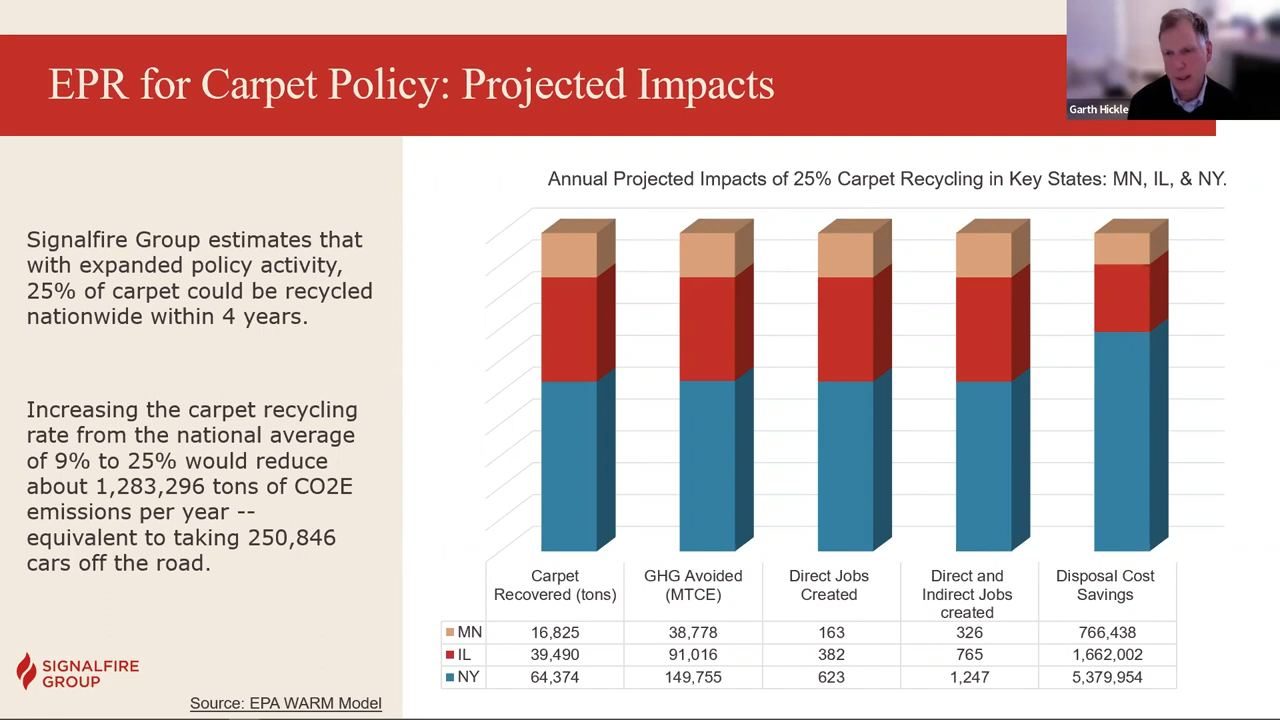 EPR for Carpet Policy: Projected Impacts
Garth Hickle
Signalfire Group estimates that
with expanded policy activity,
25% of carpet could be recycled
nationwide within 4 years.
Increasing the carpet recycling
rate from the national average
of 9% to 25% would reduce
about 1,283,296 tons of CO2E
emissions per year --
equivalent to taking 250,846
cars off the road.
SIGNALFIRE
GROUP
Source: EPA WARM Model
Annual Projected Impacts of 25% Carpet Recycling in Key States: MN, IL, & NY.
Carpet Recovered (tons) GHG Avoided (MTCE) Direct Jobs Created Direct and Indirect Jobs created Disposal Cost Savings
MN 16,825 38,778 163 326 766,438
IL 39,490 91,016 382 765 1,662,002
NY 64,374 149,755 623 1,247 5,379,954